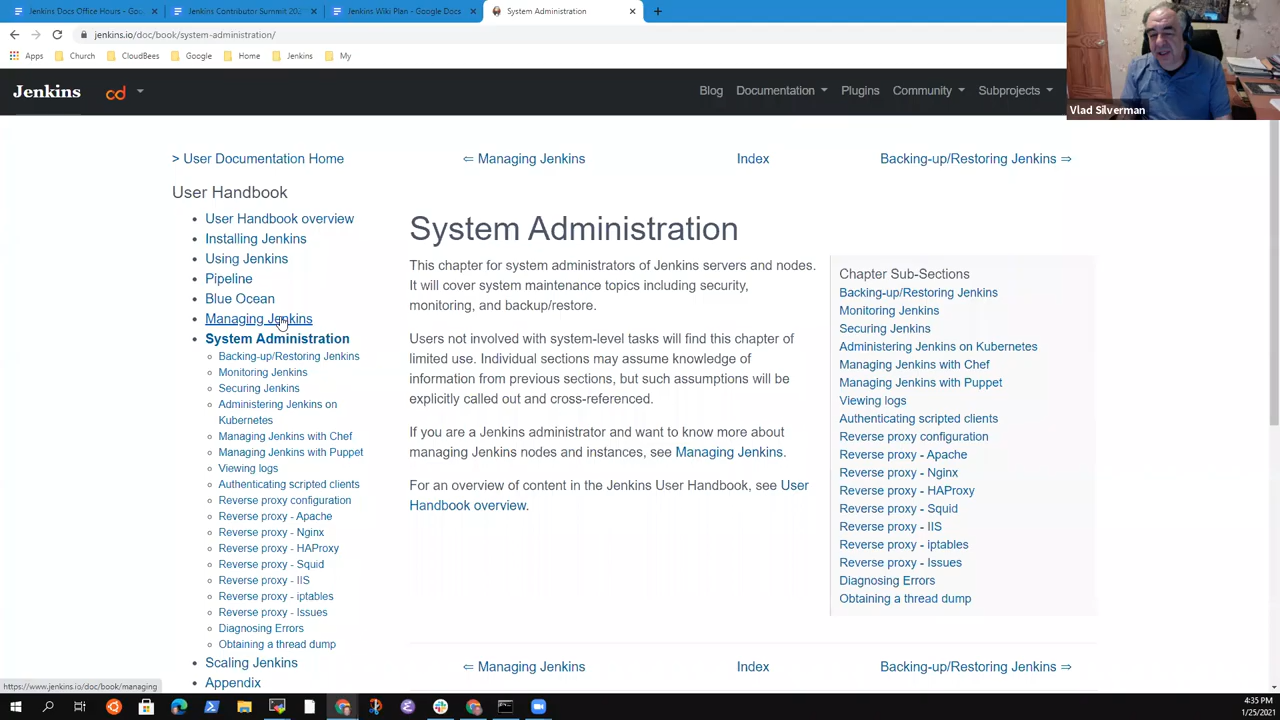 Jenkins Docs Office Hours - Goo
Jenkins Contributor Summit 202
Jenkins Wiki Plan - Google Docs
System Administration
jenkins.io/doc/book/system-administration/
Apps Church CloudBees Google Home Jenkins My
Jenkins cd Blog Documentation Plugins Community Subprojects
Vlad Silverman
> User Documentation Home
⇐ Managing Jenkins Index Backing-up/Restoring Jenkins ⇒
User Handbook
User Handbook overview
Installing Jenkins
Using Jenkins
Pipeline
Blue Ocean
Managing Jenkins
System Administration
Backing-up/Restoring Jenkins
Monitoring Jenkins
Securing Jenkins
Administering Jenkins on
Kubernetes
Managing Jenkins with Chef
Managing Jenkins with Puppet
Viewing logs
Authenticating scripted clients
Reverse proxy configuration
Reverse proxy - Apache
Reverse proxy - Nginx
Reverse proxy - HAProxy
Reverse proxy - Squid
Reverse proxy - IIS
Reverse proxy - iptables
Reverse proxy - Issues
Diagnosing Errors
Obtaining a thread dump
Scaling Jenkins
Appendix
System Administration
This chapter for system administrators of Jenkins servers and nodes.
It will cover system maintenance topics including security,
monitoring, and backup/restore.
Users not involved with system-level tasks will find this chapter of
limited use. Individual sections may assume knowledge of
information from previous sections, but such assumptions will be
explicitly called out and cross-referenced.
If you are a Jenkins administrator and want to know more about
managing Jenkins nodes and instances, see Managing Jenkins.
For an overview of content in the Jenkins User Handbook, see User
Handbook overview.
Chapter Sub-Sections
Backing-up/Restoring Jenkins
Monitoring Jenkins
Securing Jenkins
Administering Jenkins on Kubernetes
Managing Jenkins with Chef
Managing Jenkins with Puppet
Viewing logs
Authenticating scripted clients
Reverse proxy configuration
Reverse proxy - Apache
Reverse proxy - Nginx
Reverse proxy - HAProxy
Reverse proxy - Squid
Reverse proxy - IIS
Reverse proxy - iptables
Reverse proxy - Issues
Diagnosing Errors
Obtaining a thread dump
⇐ Managing Jenkins Index Backing-up/Restoring Jenkins ⇒
https://www.jenkins.io/doc/book/managing
4:35 PM
1/25/2021